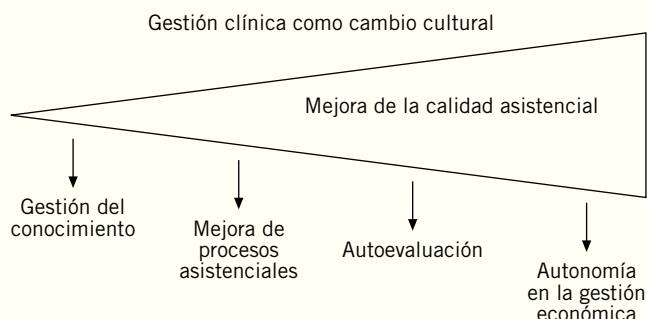 Gestión clínica como cambio cultural
Mejora de la calidad asistencial
Gestión del
conocimiento
Mejora de
procesos
asistenciales
Autoevaluación
Autonomía
en la gestión
económica